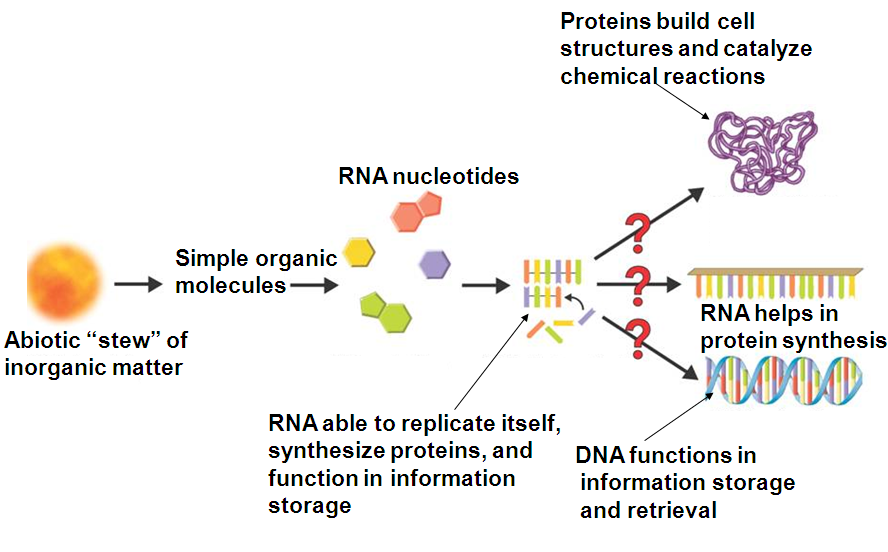 Proteins build cell
structures and catalyze
chemical reactions
RNA nucleotides
Simple organic
molecules
Abiotic “stew” of
inorganic matter
?
?
?
RNA helps in
protein synthesis
RNA able to replicate itself,
synthesize proteins, and
function in information
storage
DNA functions in
information storage
and retrieval